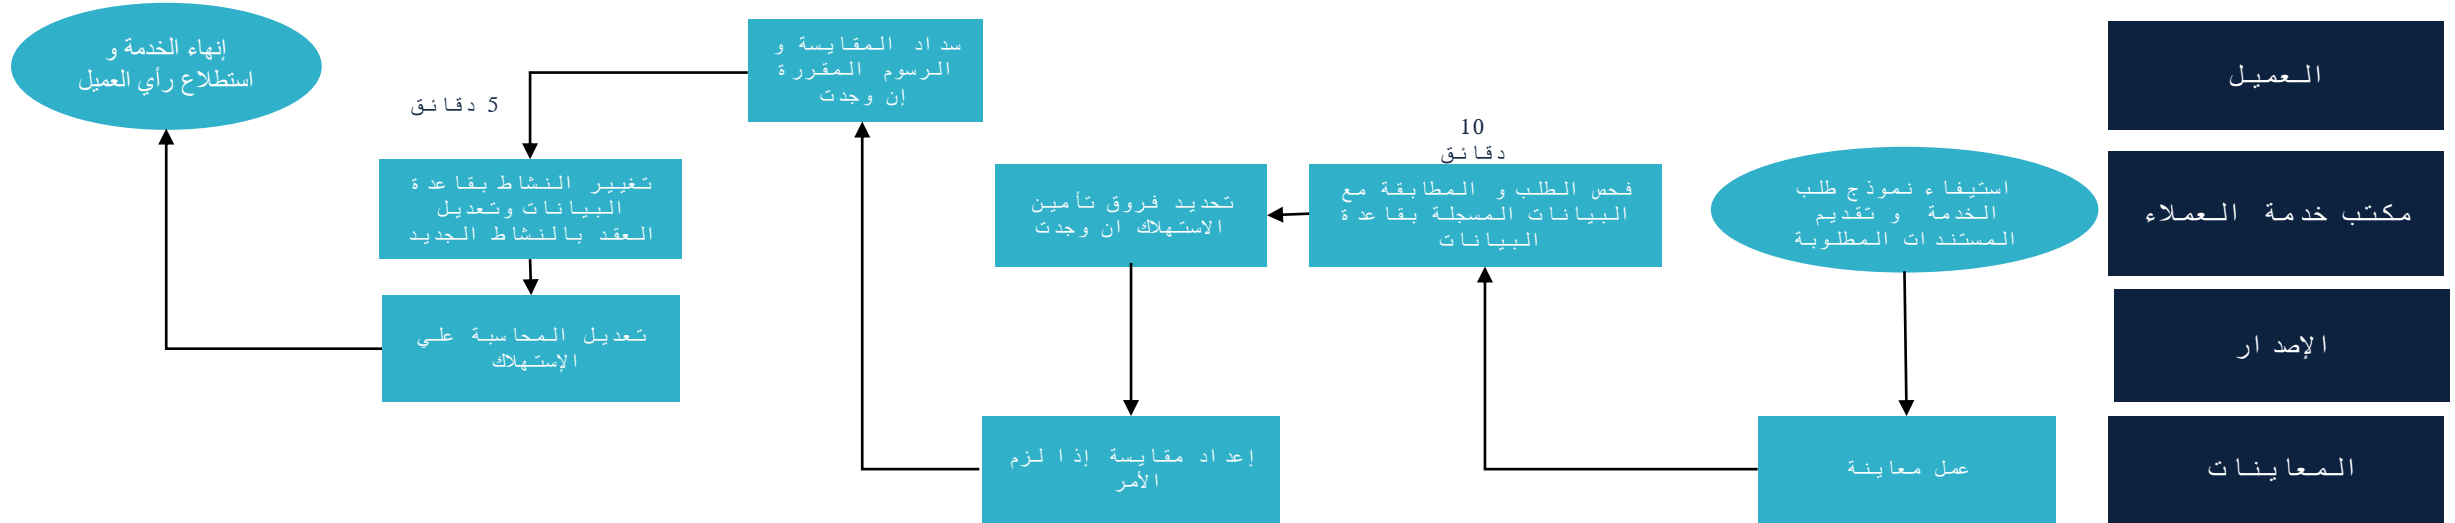 العميل
مكتب خدمة العملاء
الإصدار
المعاينات
استيفاء نموذج طلب
الخدمة و تقديم
المستندات المطلوبة
عمل معاينة
10
دقائق
فحص الطلب و المطابقة مع
البيانات المسجلة بقاعدة
البيانات
تحديد فروق تأمين
الاستهلاك ان وجدت
إعداد مقايسة إذا لزم
الأمر
سداد المقايسة و
الرسوم المقررة
إن وجدت
5 دقائق
تغيير النشاط بقاعدة
البيانات وتعديل
العقد بالنشاط الجديد
تعديل المحاسبة علي
الإستهلاك
إنهاء الخدمة و
استطلاع رأي العميل